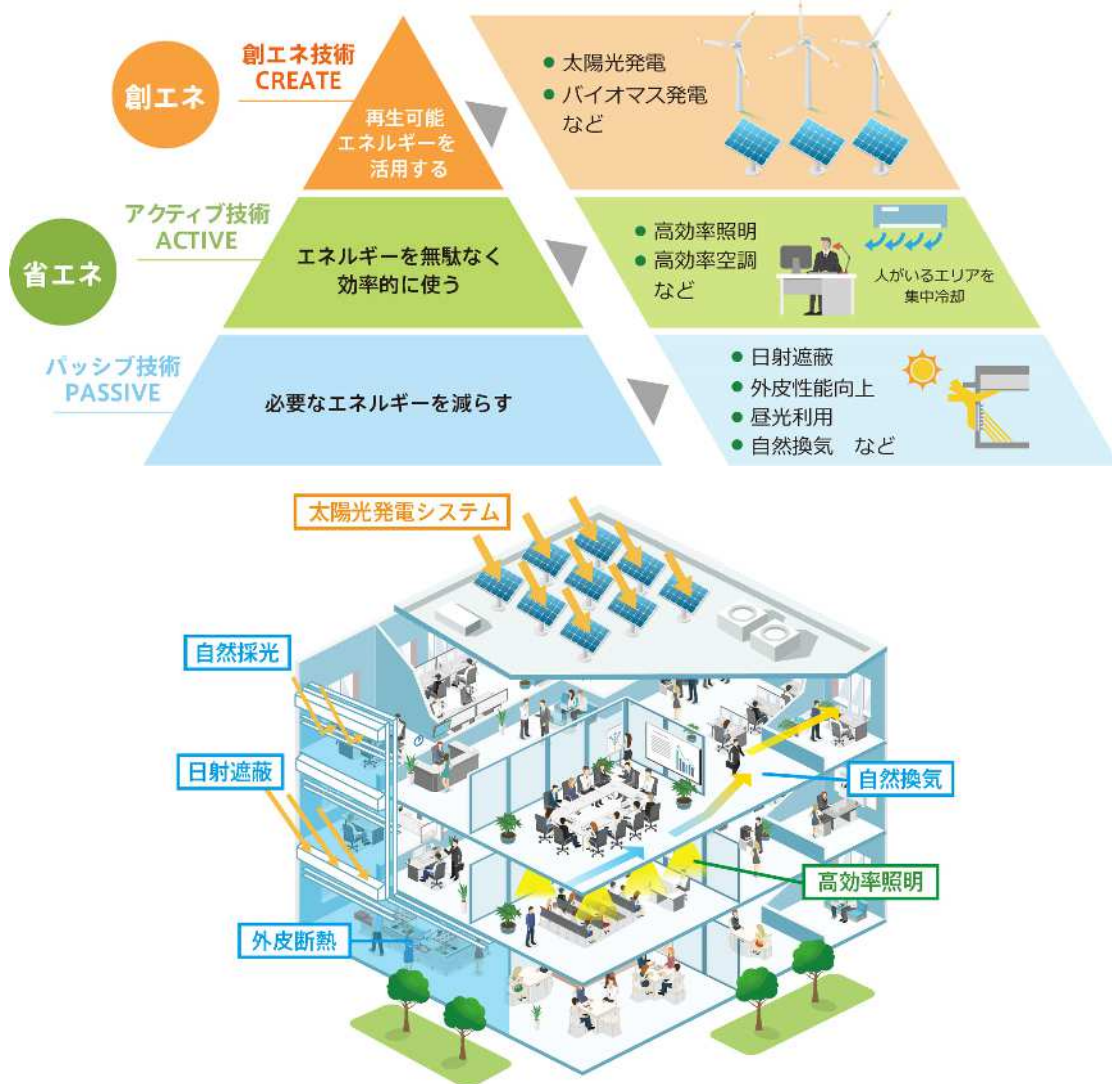 創エネ
創エネ技術
CREATE
再生可能
エネルギーを
活用する
● 太陽光発電
● バイオマス発電
など
省エネ
アクティブ技術
ACTIVE
エネルギーを無駄なく
効率的に使う
● 高効率照明
● 高効率空調
など
人がいるエリアを
集中冷却
パッシブ技術
PASSIVE
必要なエネルギーを減らす
● 日射遮蔽
● 外皮性能向上
● 昼光利用
● 自然換気　など
太陽光発電システム
自然採光
日射遮蔽
自然換気
高効率照明
外皮断熱